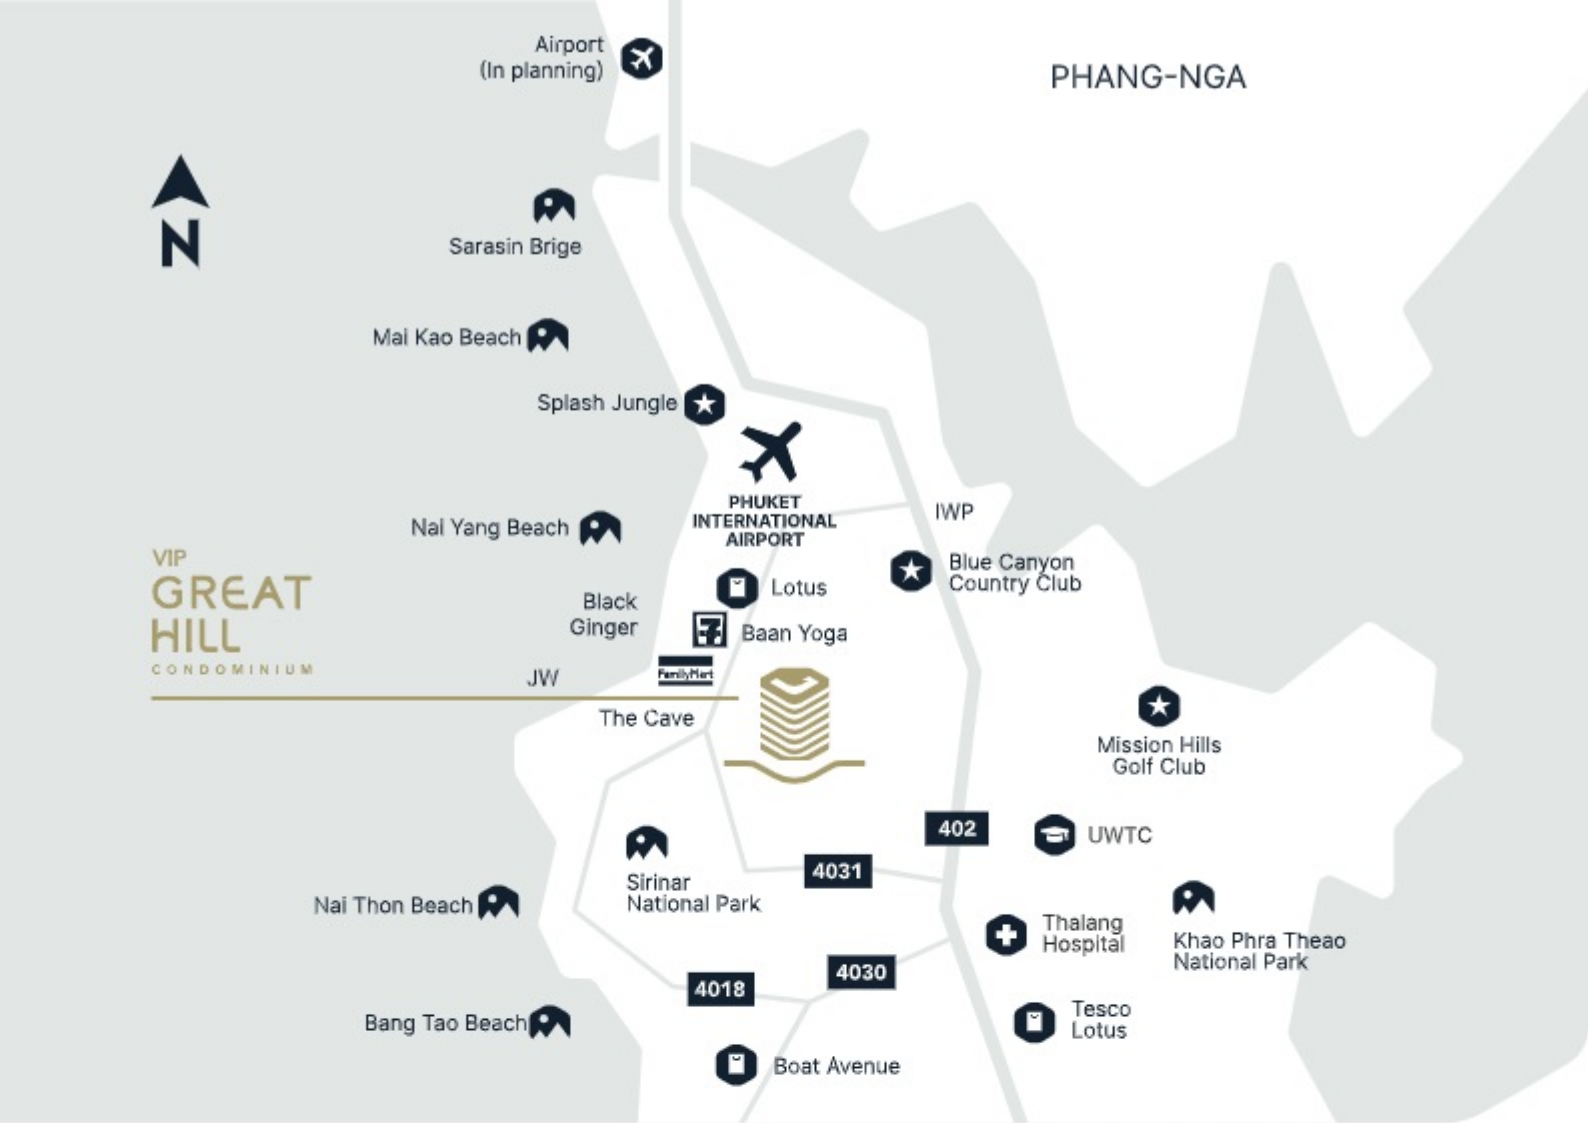 Airport
(In planning)
PHANG-NGA
N
Sarasin Brige
Mai Kao Beach
Splash Jungle
PHUKET
INTERNATIONAL
AIRPORT
IWP
Nai Yang Beach
Blue Canyon
Country Club
VIP
GREAT
HILL
CONDOMINIUM
Lotus
Black
Ginger
7
Baan Yoga
FamilyMart
JW
The Cave
Mission Hills
Golf Club
402
UWTC
4031
Sirinar
National Park
Nai Thon Beach
Thalang
Hospital
Khao Phra Theao
National Park
4030
4018
Bang Tao Beach
Tesco
Lotus
Boat Avenue